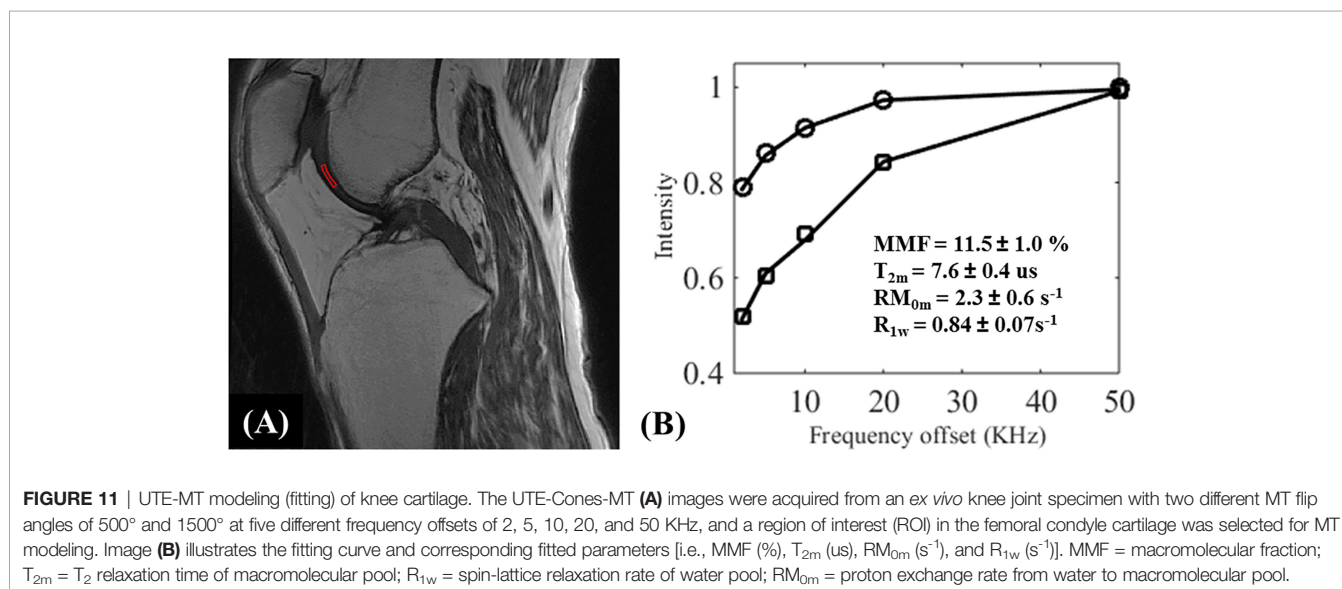 (A)
(B)
1
0.8
0.6
0.4
Intensity
MMF = 11.5 ± 1.0 %
T2m = 7.6 ± 0.4 us
RM0m = 2.3 ± 0.6 s-1
R1w = 0.84 ± 0.07s-1
10 20 30 40 50
Frequency offset (KHz)
FIGURE 11 | UTE-MT modeling (fitting) of knee cartilage. The UTE-Cones-MT (A) images were acquired from an ex vivo knee joint specimen with two different MT flip
angles of 500° and 1500° at five different frequency offsets of 2, 5, 10, 20, and 50 KHz, and a region of interest (ROI) in the femoral condyle cartilage was selected for MT
modeling. Image (B) illustrates the fitting curve and corresponding fitted parameters [i.e., MMF (%), T2m (us), RM0m (s-1), and R1w (s-1)]. MMF = macromolecular fraction;
T2m = T2 relaxation time of macromolecular pool; R1w = spin-lattice relaxation rate of water pool; RM0m = proton exchange rate from water to macromolecular pool.